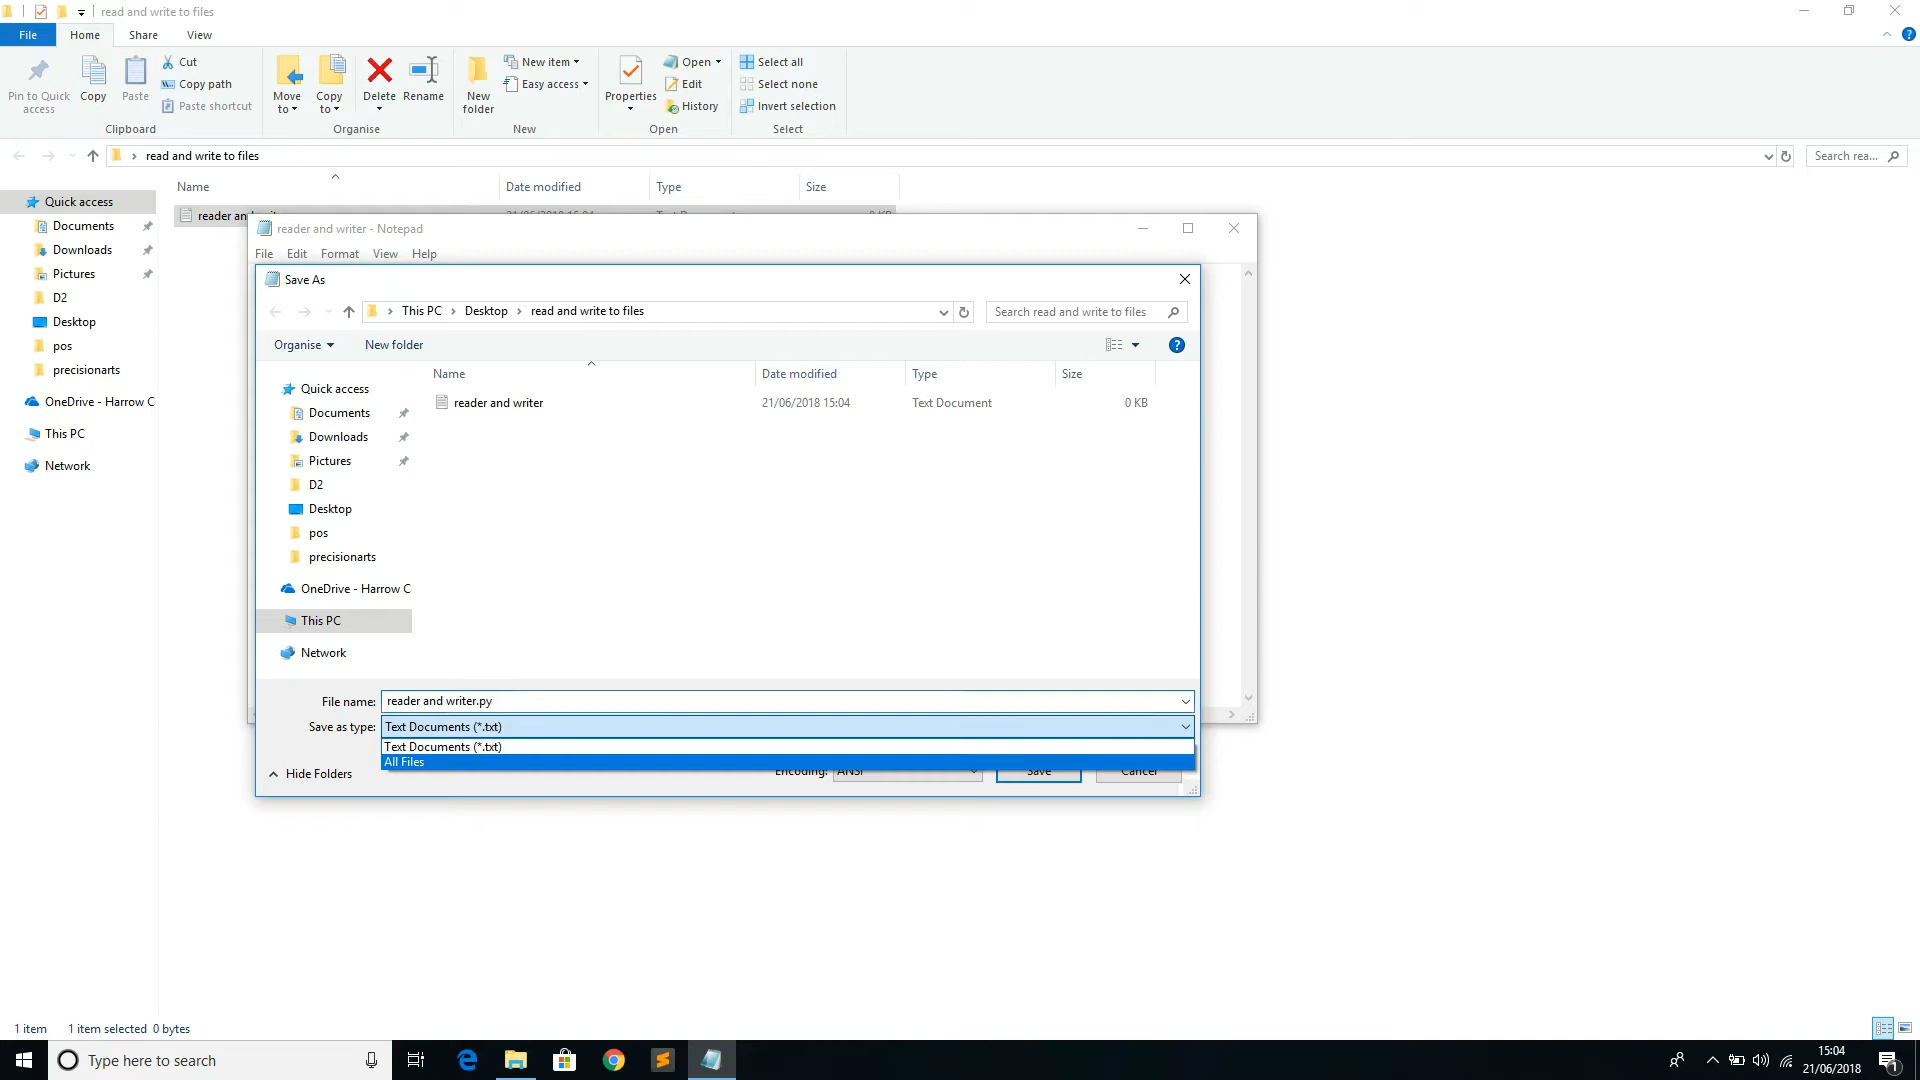 read and write to files
File Home Share View
Pin to Quick access
Copy
Paste
Cut
Copy path
Paste shortcut
Clipboard
Move to
Copy to
Delete
Rename
Organise
New folder
New item
Easy access
New
Properties
Open
Edit
History
Open
Select all
Select none
Invert selection
Select
read and write to files
Search rea...
Name Date modified Type Size
Quick access
Documents
Downloads
Pictures
D2
Desktop
pos
precisionarts
OneDrive - Harrow C
This PC
Network
reader and writer - Notepad
File Edit Format View Help
Save As
This PC Desktop read and write to files
Search read and write to files
Organise New folder
?
Name Date modified Type Size
reader and writer 21/06/2018 15:04 Text Document 0 KB
Quick access
Documents
Downloads
Pictures
D2
Desktop
pos
precisionarts
OneDrive - Harrow C
This PC
Network
File name: reader and writer.py
Save as type: Text Documents (*.txt)
Text Documents (*.txt)
All Files
Hide Folders
Encoding: ANSI Save Cancel
1 item 1 item selected 0 bytes
Type here to search
15:04
21/06/2018
1